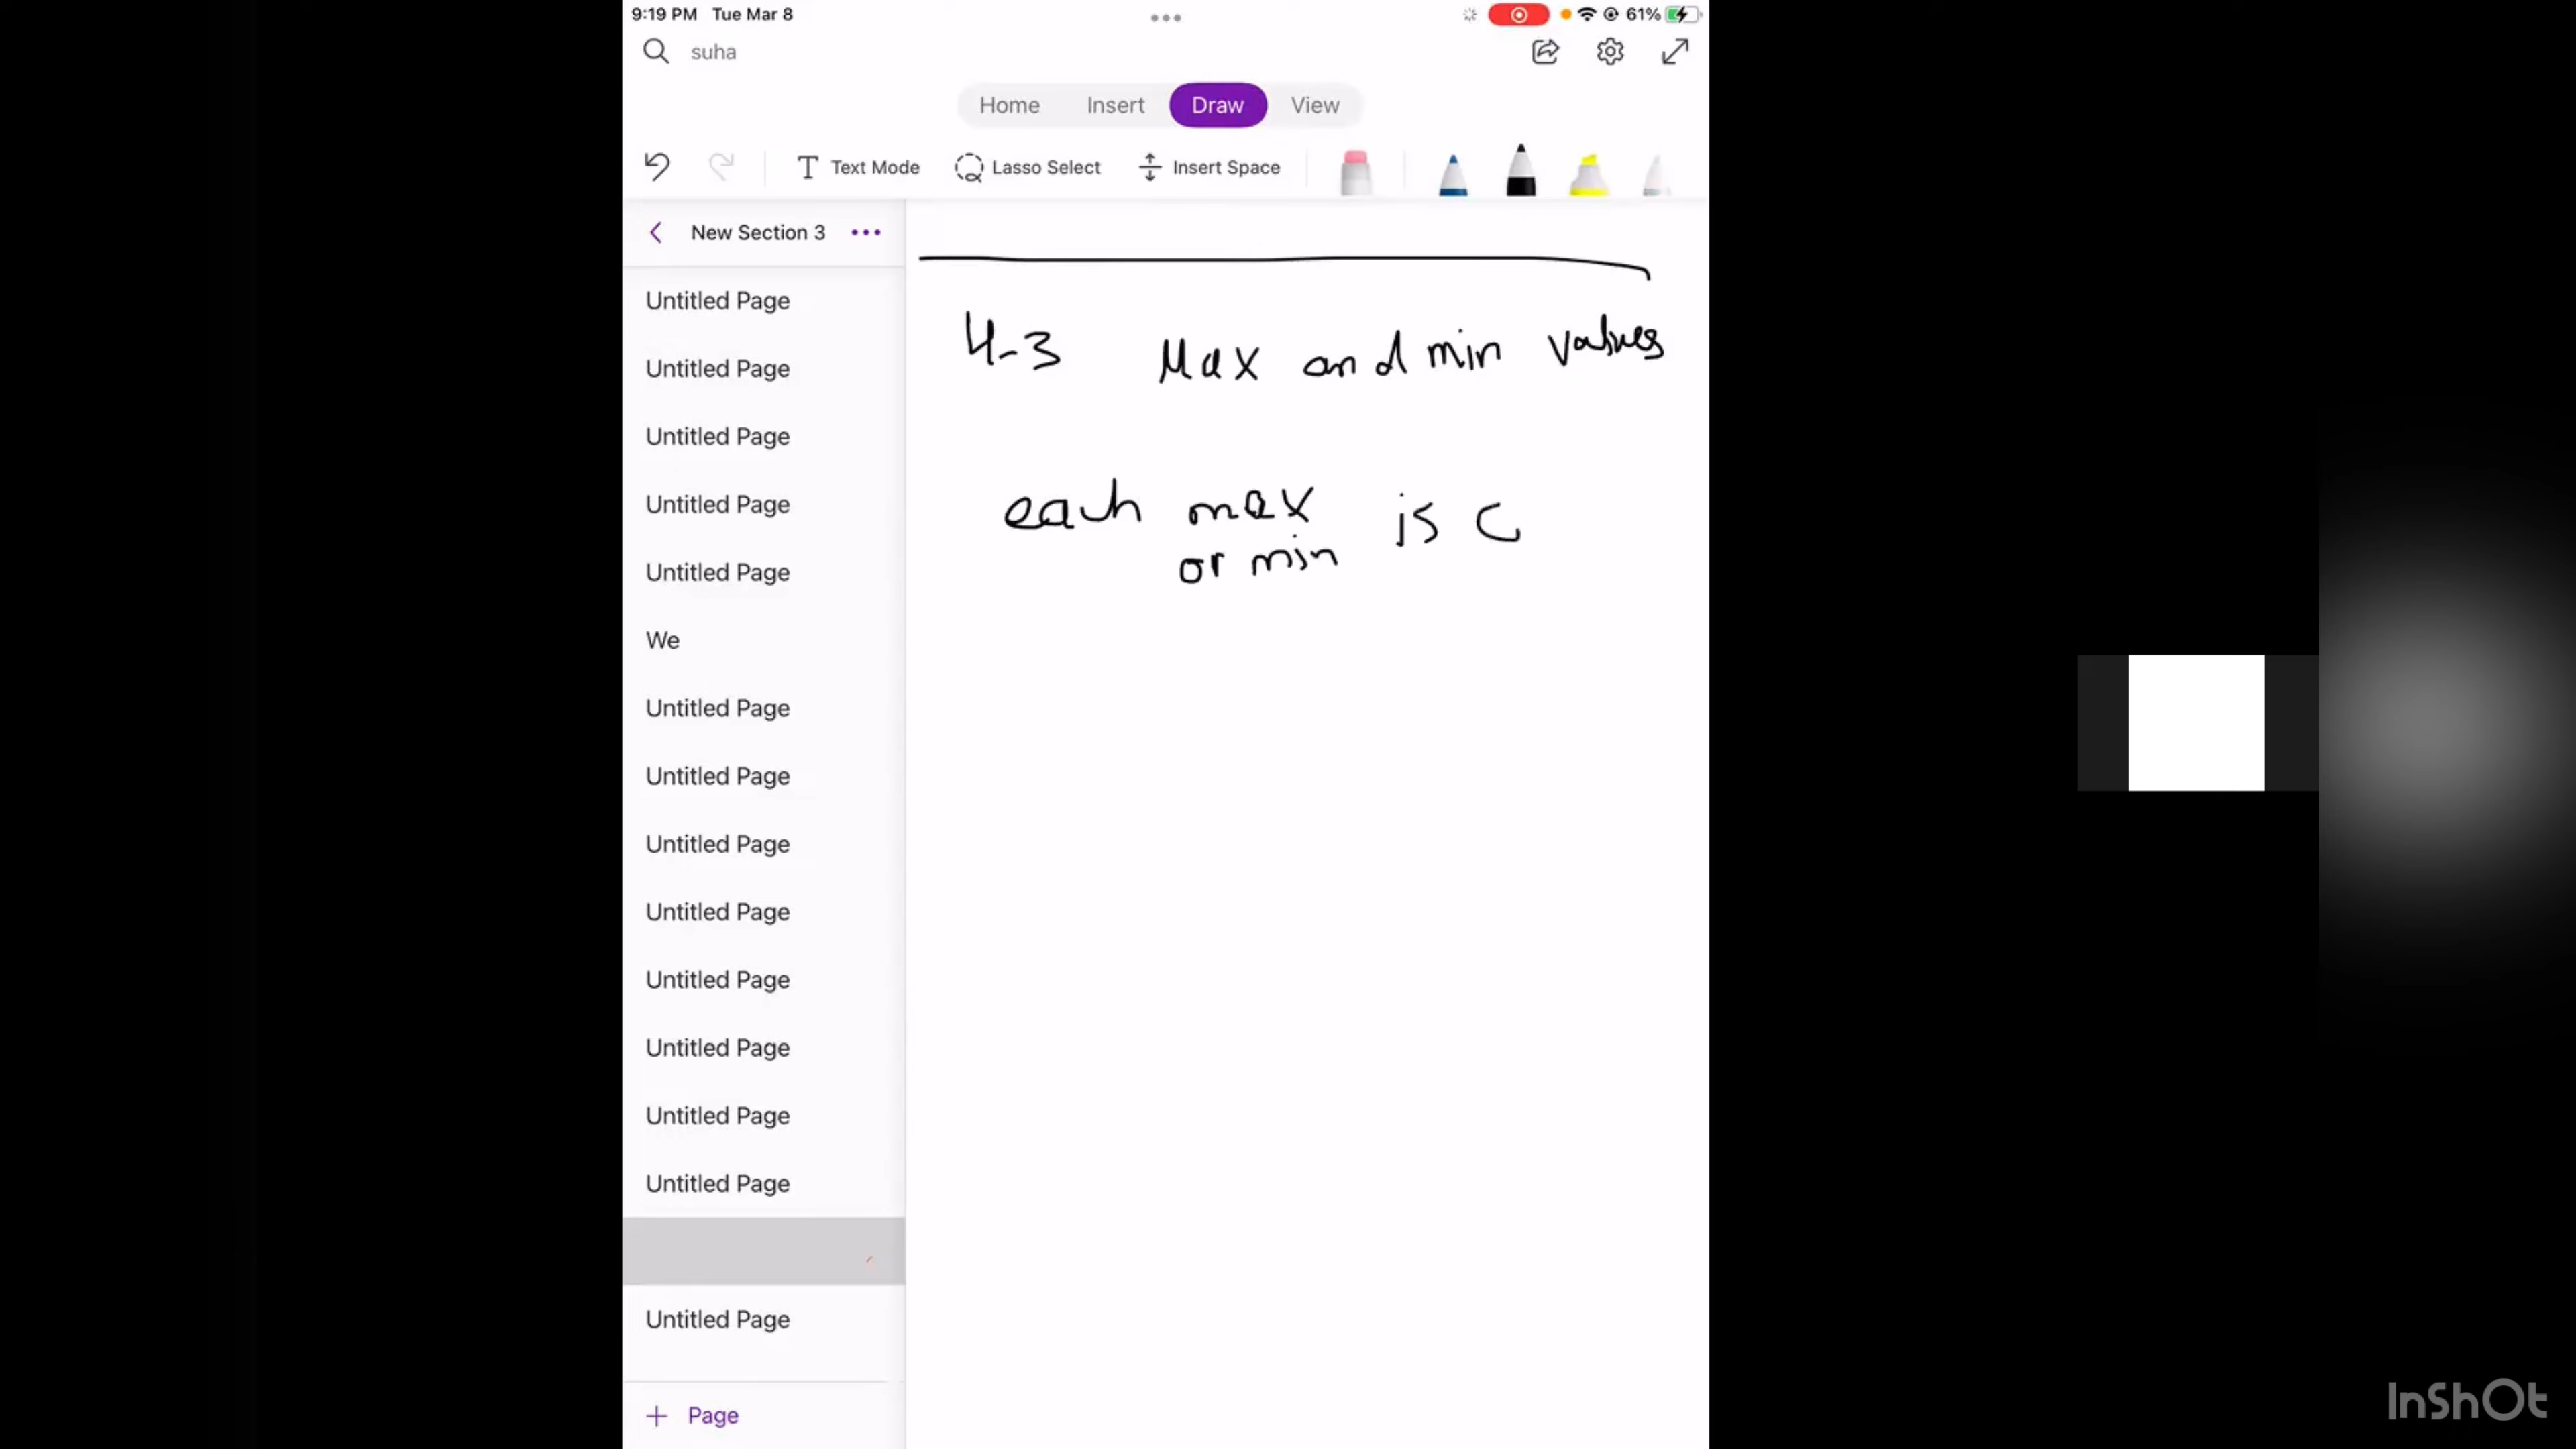 9:19 PM Tue Mar 8
61%
suha
Home Insert Draw View
Text Mode Lasso Select Insert Space
New Section 3
Untitled Page
Untitled Page
Untitled Page
Untitled Page
Untitled Page
We
Untitled Page
Untitled Page
Untitled Page
Untitled Page
Untitled Page
Untitled Page
Untitled Page
Untitled Page
Untitled Page
+ Page
4-3 Max and min values
each max is c
or min
InShOt